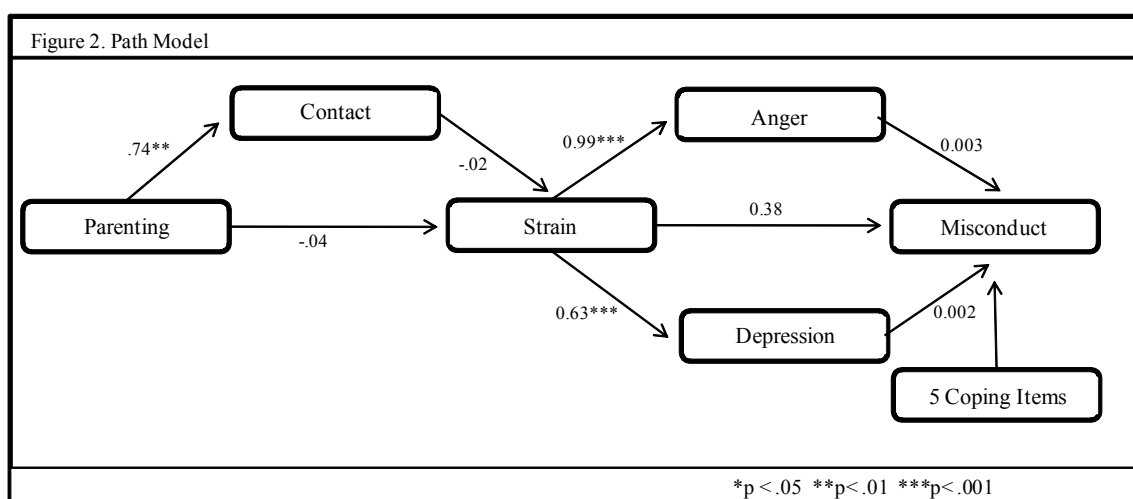 Figure 2. Path Model
Contact
Anger
.74**
-.02
0.99***
0.003
Parenting
-.04
Strain
0.38
Misconduct
0.63***
Depression
0.002
5 Coping Items
*p <.05 **p<.01 ***p<.001